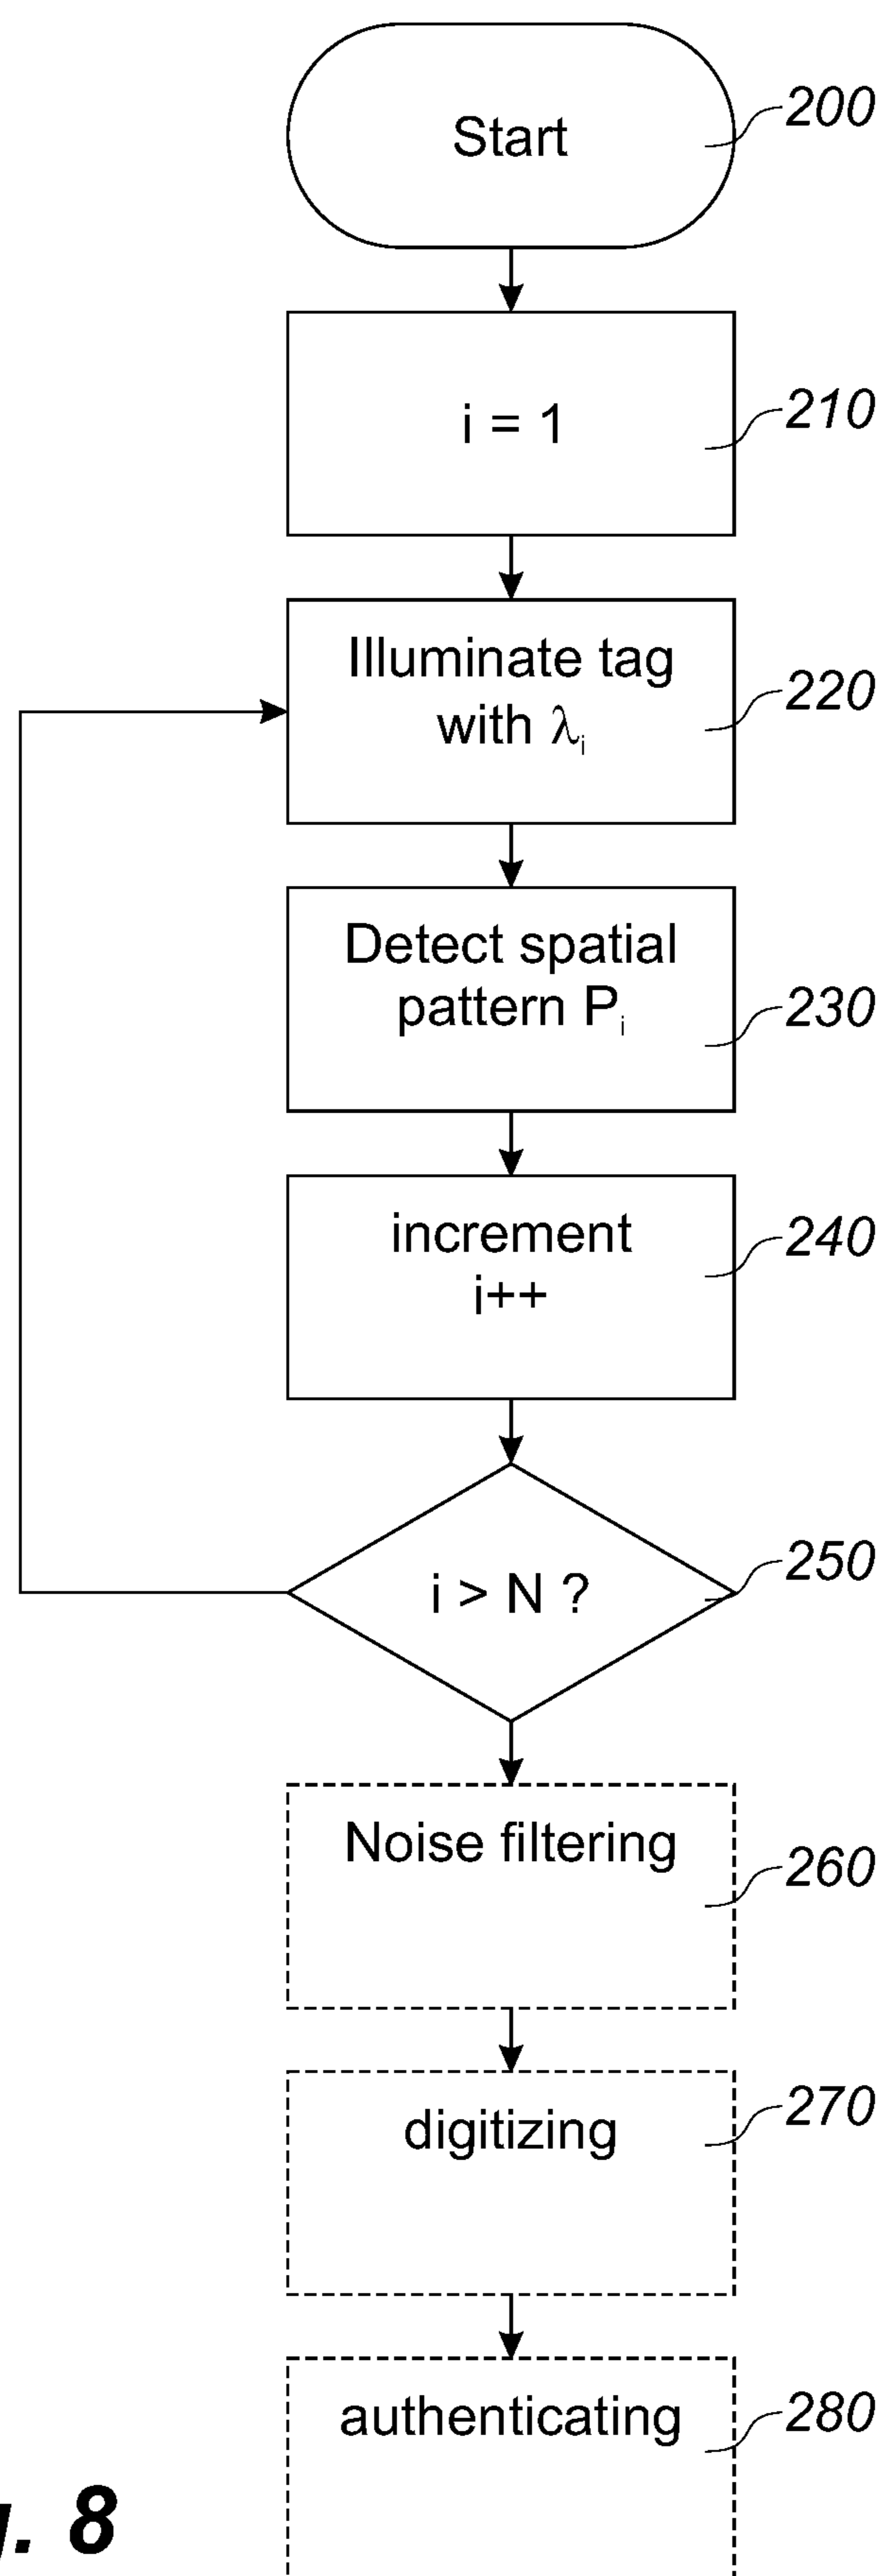 Start
200
i = 1
210
Illuminate tag
with λi
220
Detect spatial
pattern Pi
230
increment
i++
240
i > N ?
250
Noise filtering
260
digitizing
270
authenticating
280
g. 8